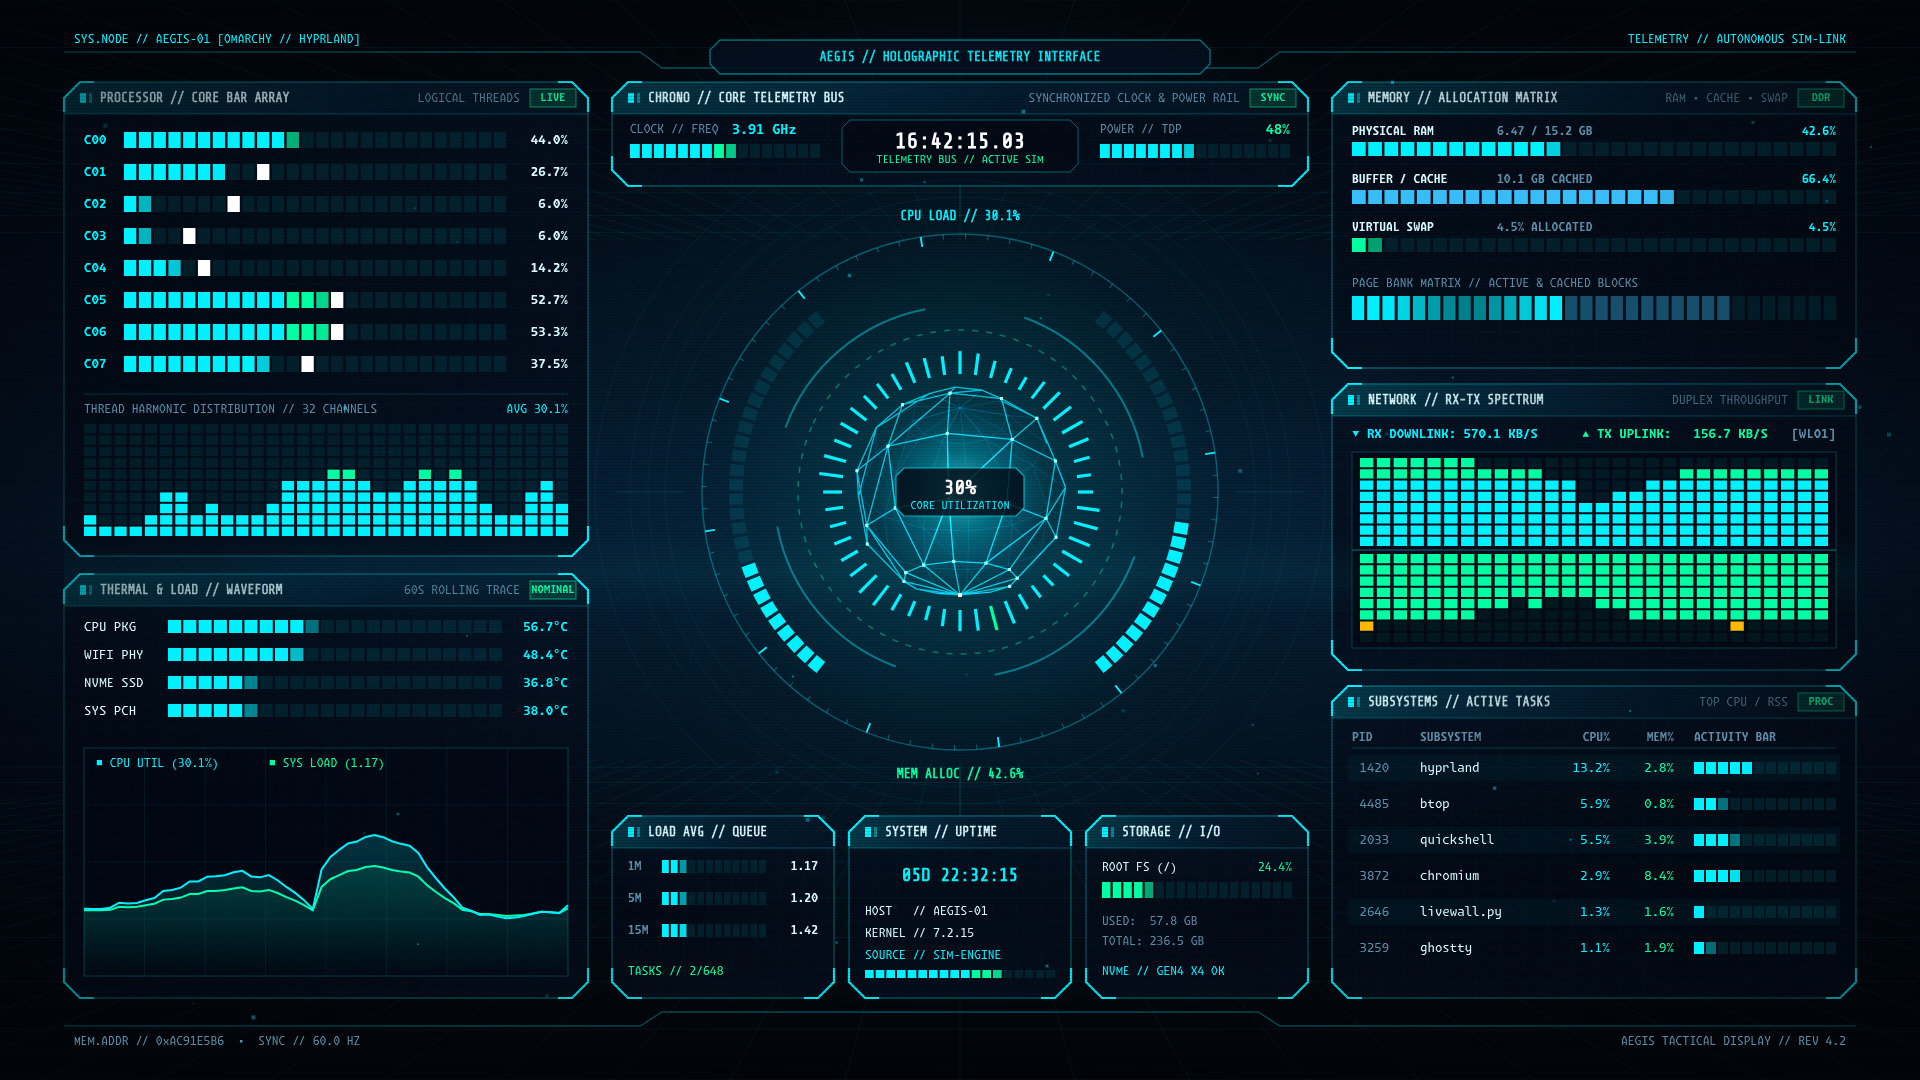 SYS.NODE // AEGIS-01 [OMARCHY // HYPRLAND]
AEGIS // HOLOGRAPHIC TELEMETRY INTERFACE
TELEMETRY // AUTONOMOUS SIM-LINK
PROCESSOR // CORE BAR ARRAY
LOGICAL THREADS
LIVE
C00 44.0%
C01 26.7%
C02 6.0%
C03 6.0%
C04 14.2%
C05 52.7%
C06 53.3%
C07 37.5%
THREAD HARMONIC DISTRIBUTION // 32 CHANNELS
AVG 30.1%
THERMAL & LOAD // WAVEFORM
60S ROLLING TRACE
NOMINAL
CPU PKG 56.7°C
WIFI PHY 48.4°C
NVME SSD 36.8°C
SYS PCH 38.0°C
CPU UTIL (30.1%)
SYS LOAD (1.17)
CHRONO // CORE TELEMETRY BUS
SYNCHRONIZED CLOCK & POWER RAIL
SYNC
CLOCK // FREQ 3.91 GHz
16:42:15.03
TELEMETRY BUS // ACTIVE SIM
POWER // TDP 48%
CPU LOAD // 30.1%
30%
CORE UTILIZATION
MEM ALLOC // 42.6%
LOAD AVG // QUEUE
1M 1.17
5M 1.20
15M 1.42
TASKS // 2/648
SYSTEM // UPTIME
05D 22:32:15
HOST // AEGIS-01
KERNEL // 7.2.15
SOURCE // SIM-ENGINE
STORAGE // I/O
ROOT FS (/) 24.4%
USED: 57.8 GB
TOTAL: 236.5 GB
NVME // GEN4 X4 OK
MEMORY // ALLOCATION MATRIX
RAM • CACHE • SWAP
DDR
PHYSICAL RAM 6.47 / 15.2 GB 42.6%
BUFFER / CACHE 10.1 GB CACHED 66.4%
VIRTUAL SWAP 4.5% ALLOCATED 4.5%
PAGE BANK MATRIX // ACTIVE & CACHED BLOCKS
NETWORK // RX-TX SPECTRUM
DUPLEX THROUGHPUT
LINK
▼ RX DOWNLINK: 570.1 KB/S ▲ TX UPLINK: 156.7 KB/S [WLO1]
SUBSYSTEMS // ACTIVE TASKS
TOP CPU / RSS
PROC
PID SUBSYSTEM CPU% MEM% ACTIVITY BAR
1420 hyprland 13.2% 2.8%
4485 btop 5.9% 0.8%
2033 quickshell 5.5% 3.9%
3872 chromium 2.9% 8.4%
2646 livewall.py 1.3% 1.6%
3259 ghostty 1.1% 1.9%
MEM.ADDR // 0xAC91E5B6 • SYNC // 60.0 HZ
AEGIS TACTICAL DISPLAY // REV 4.2